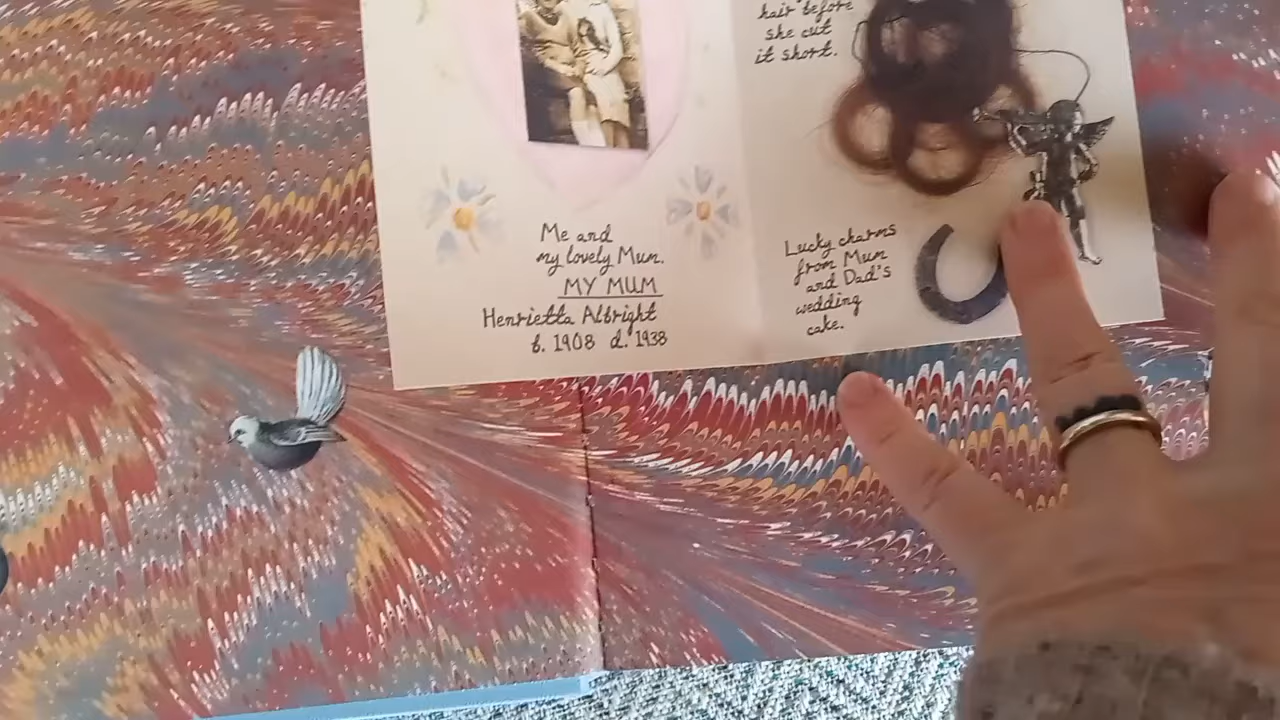 Me and
my lovely Mum.
MY MUM
Henrietta Albright
b. 1908 d. 1938
hair before
she cut
it short.
Lucky charms
from Mum
and Dad's
wedding
cake.